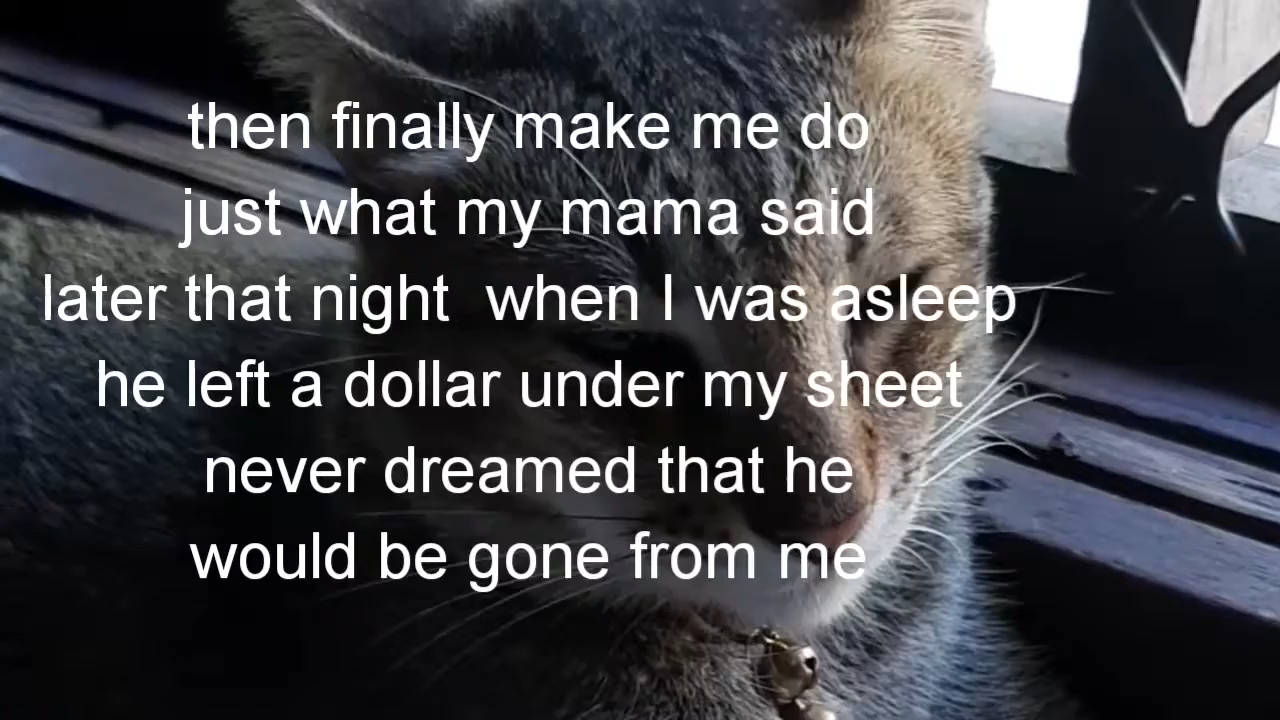 then finally make me do
just what my mama said
later that night  when I was asleep
he left a dollar under my sheet
never dreamed that he
would be gone from me